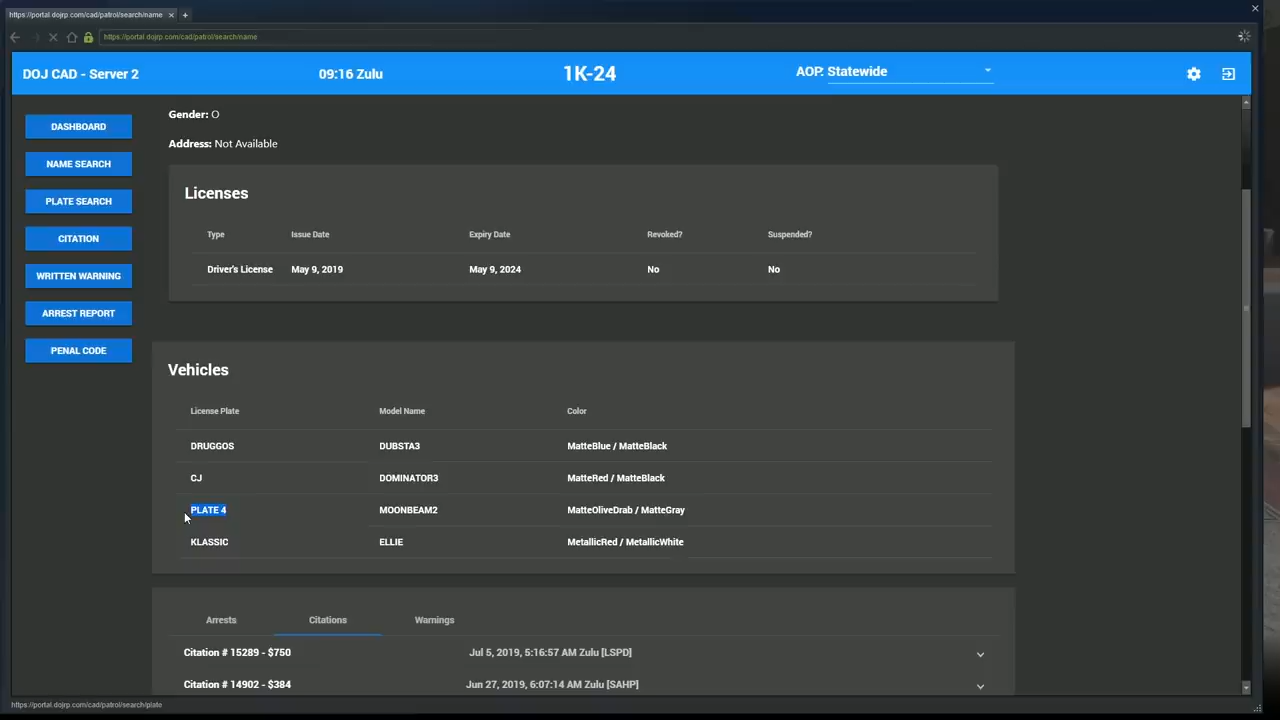 https://portal.dojrp.com/cad/patrol/search/name
https://portal.dojrp.com/cad/patrol/search/name
DOJ CAD - Server 2 09:16 Zulu 1K-24 AOP: Statewide
DASHBOARD
NAME SEARCH
PLATE SEARCH
CITATION
WRITTEN WARNING
ARREST REPORT
PENAL CODE
Gender: O
Address: Not Available
Licenses
Type Issue Date Expiry Date Revoked? Suspended?
Driver's License May 9, 2019 May 9, 2024 No No
Vehicles
License Plate Model Name Color
DRUGGOS DUBSTA3 MatteBlue / MatteBlack
CJ DOMINATOR3 MatteRed / MatteBlack
PLATE 4 MOONBEAM2 MatteOliveDrab / MatteGray
KLASSIC ELLIE MetallicRed / MetallicWhite
Arrests Citations Warnings
Citation # 15289 - $750 Jul 5, 2019, 5:16:57 AM Zulu [LSPD]
Citation # 14902 - $384 Jun 27, 2019, 6:07:14 AM Zulu [SAHP]
https://portal.dojrp.com/cad/patrol/search/plate